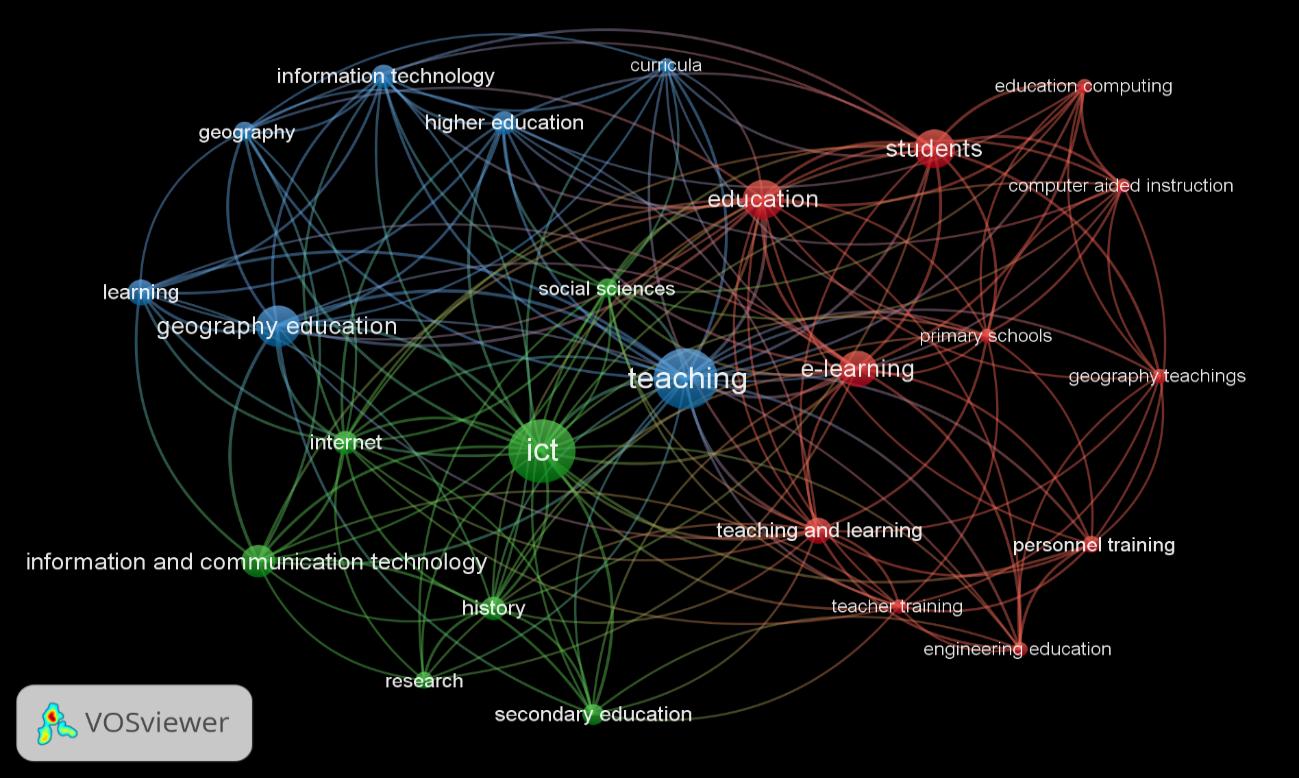 curricula
information technology
education computing
higher education
geography
students
computer aided instruction
education
social sciences
learning
geography education
primary schools
e-learning
geography teachings
teaching
internet
ict
teaching and learning
personnel training
information and communication technology
history
teacher training
engineering education
research
secondary education
VOSviewer